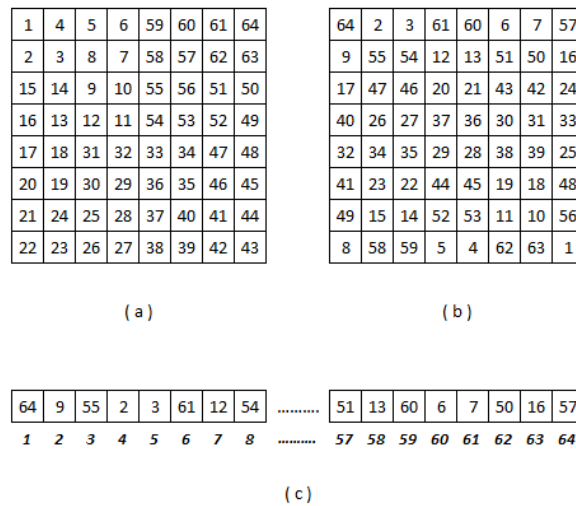 1 4 5 6 59 60 61 64 64 2 3 61 60 6 7 57
2 3 8 7 58 57 62 63 9 55 54 12 13 51 50 16
15 14 9 10 55 56 51 50 17 47 46 20 21 43 42 24
16 13 12 11 54 53 52 49 40 26 27 37 36 30 31 33
17 18 31 32 33 34 47 48 32 34 35 29 28 38 39 25
20 19 30 29 36 35 46 45 41 23 22 44 45 19 18 48
21 24 25 28 37 40 41 44 49 15 14 52 53 11 10 56
22 23 26 27 38 39 42 43 8 58 59 5 4 62 63 1
( a ) ( b )
64 9 55 2 3 61 12 54 .......... 51 13 60 6 7 50 16 57
1 2 3 4 5 6 7 8 .......... 57 58 59 60 61 62 63 64
( c )